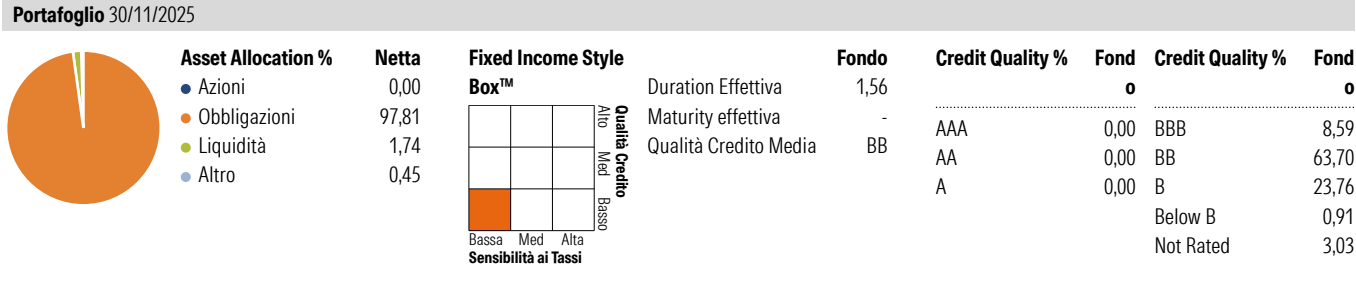 Portafoglio 30/11/2025
Asset Allocation % Netta
Azioni 0,00
Obbligazioni 97,81
Liquidità 1,74
Altro 0,45
Fixed Income Style
Box™
Alto Med Basso
Qualità Credito
Bassa Med Alta
Sensibilità ai Tassi
Fondo
Duration Effettiva 1,56
Maturity effettiva -
Qualità Credito Media BB
Credit Quality % Fond
o
AAA 0,00
AA 0,00
A 0,00
Credit Quality % Fond
o
BBB 8,59
BB 63,70
B 23,76
Below B 0,91
Not Rated 3,03